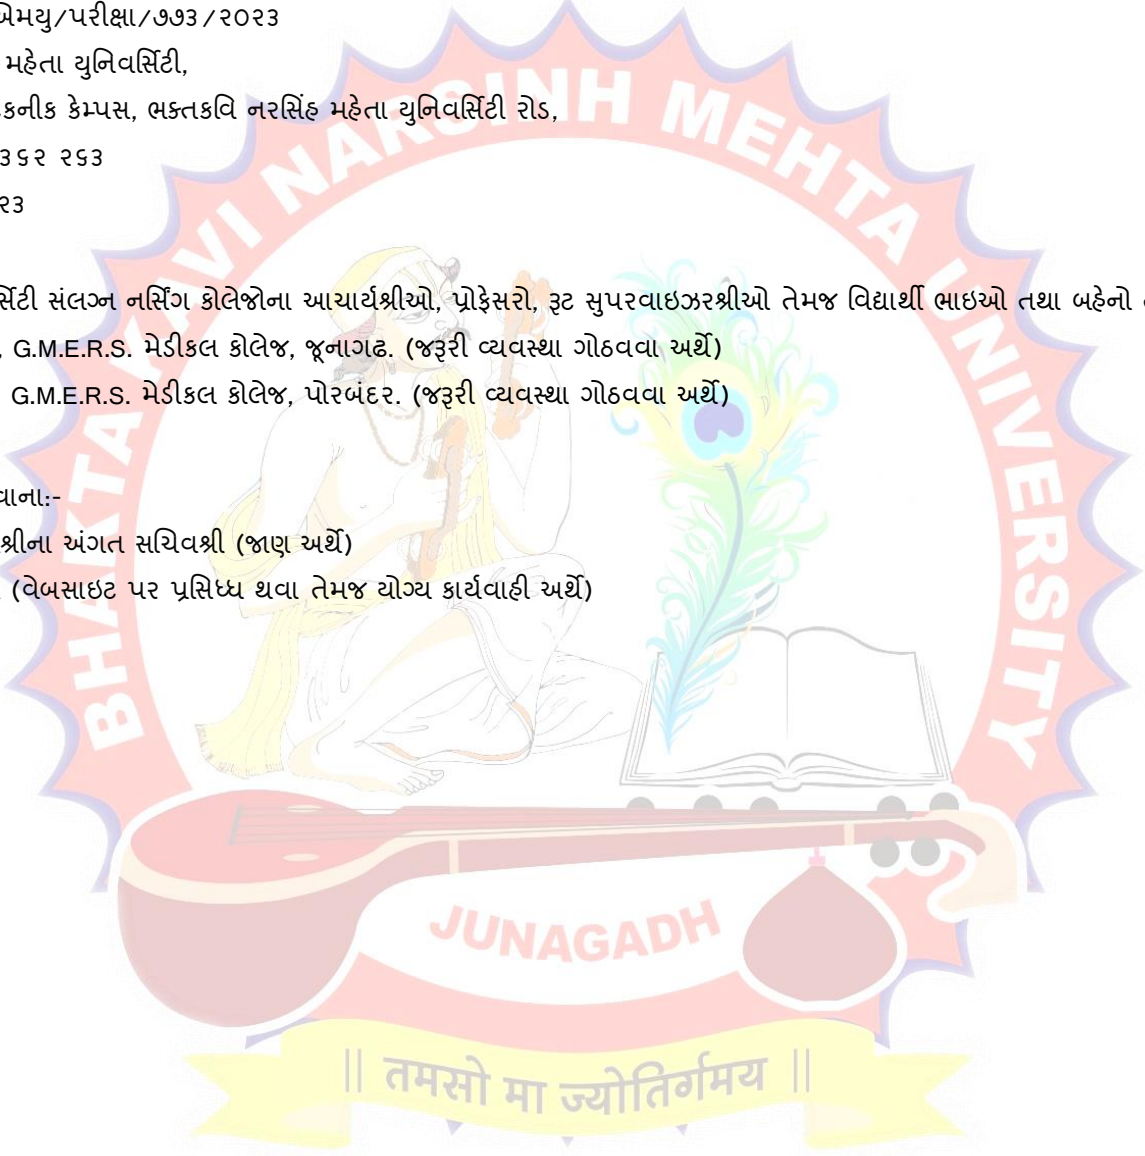 એમયુ/પરીક્ષા/૭૭૩/૨૦૨૩
મહેતા યુનિવર્સિટી,
કનીક કેમ્પસ, ભક્તકવિ નરસિંહ મહેતા યુનિવર્સિટી રોડ,
૩૬૨ ૨૬૩
૨૩
ર્સિટી સંલગ્ન નર્સિંગ કોલેજોના આચાર્યશ્રીઓ, પ્રોફેસરો, રૂટ સુપરવાઇઝરશ્રીઓ તેમજ વિદ્યાર્થી ભાઇઓ તથા બહેનો
, G.M.E.R.S. મેડીકલ કોલેજ, જૂનાગઢ. (જરૂરી વ્યવસ્થા ગોઠવવા અર્થે)
G.M.E.R.S. મેડીકલ કોલેજ, પોરબંદર. (જરૂરી વ્યવસ્થા ગોઠવવા અર્થે)
વાના:-
શ્રીના અંગત સચિવશ્રી (જાણ અર્થે)
(વેબસાઇટ પર પ્રસિધ્ધ થવા તેમજ યોગ્ય કાર્યવાહી અર્થે)
BHAKTA KAVI NARSINH MEHTA UNIVERSITY
JUNAGADH
|| तमसो मा ज्योतिर्गमय ||